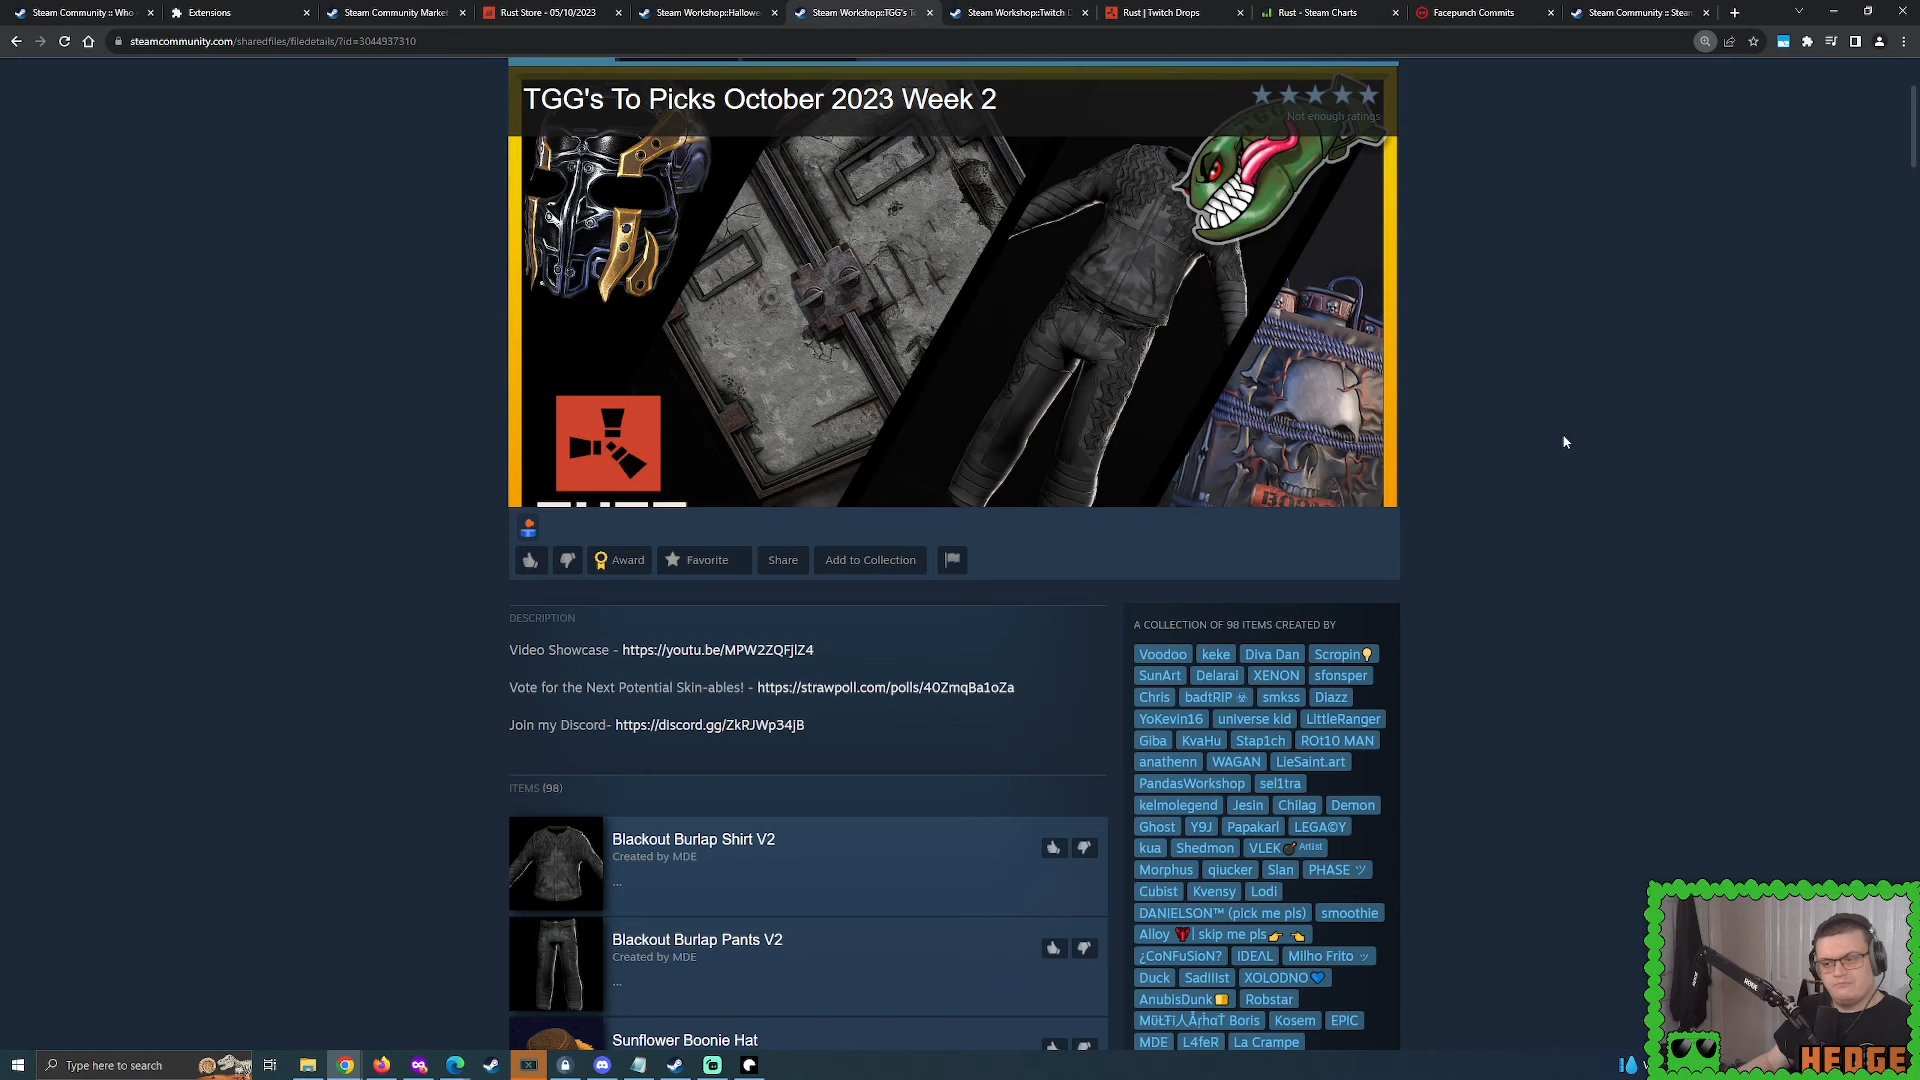 Steam Community :: Who
Extensions
Steam Community Market
Rust Store - 05/10/2023
Steam Workshop::Hallowe
Steam Workshop::TGG's To
Steam Workshop::Twitch D
Rust | Twitch Drops
Rust - Steam Charts
Facepunch Commits
Steam Community :: Steam
steamcommunity.com/sharedfiles/filedetails/?id=3044937310
TGG's To Picks October 2023 Week 2
Not enough ratings
Award
Favorite
Share
Add to Collection
DESCRIPTION
Video Showcase - https://youtu.be/MPW2ZQFjlZ4
Vote for the Next Potential Skin-ables! - https://strawpoll.com/polls/40ZmqBa1oZa
Join my Discord- https://discord.gg/ZkRJWp34jB
ITEMS (98)
Blackout Burlap Shirt V2
Created by MDE
...
Blackout Burlap Pants V2
Created by MDE
...
Sunflower Boonie Hat
A COLLECTION OF 98 ITEMS CREATED BY
Voodoo keke Diva Dan Scropin
SunArt Delarai XENON sfonsper
Chris badtRIP ☣ smkss Diazz
YoKevin16 universe kid LittleRanger
Giba KvaHu Stap1ch ROt10 MAN
anathenn WAGAN LieSaint.art
PandasWorkshop sel1tra
kelmolegend Jesin Chilag Demon
Ghost Y9J Papakarl LEGA©Y
kua Shedmon VLEK Artist
Morphus qiucker Slan PHASE ツ
Cubist Kvensy Lodi
DANIELSON™ (pick me pls) smoothie
Alloy | skip me pls
¿CoNFuSioN? IDEΛL Milho Frito ッ
Duck SadIIIst XOLODNO
AnubisDunk Robstar
Boris Kosem EPIC
MDE L4feR La Crampe
Type here to search
HEDGE